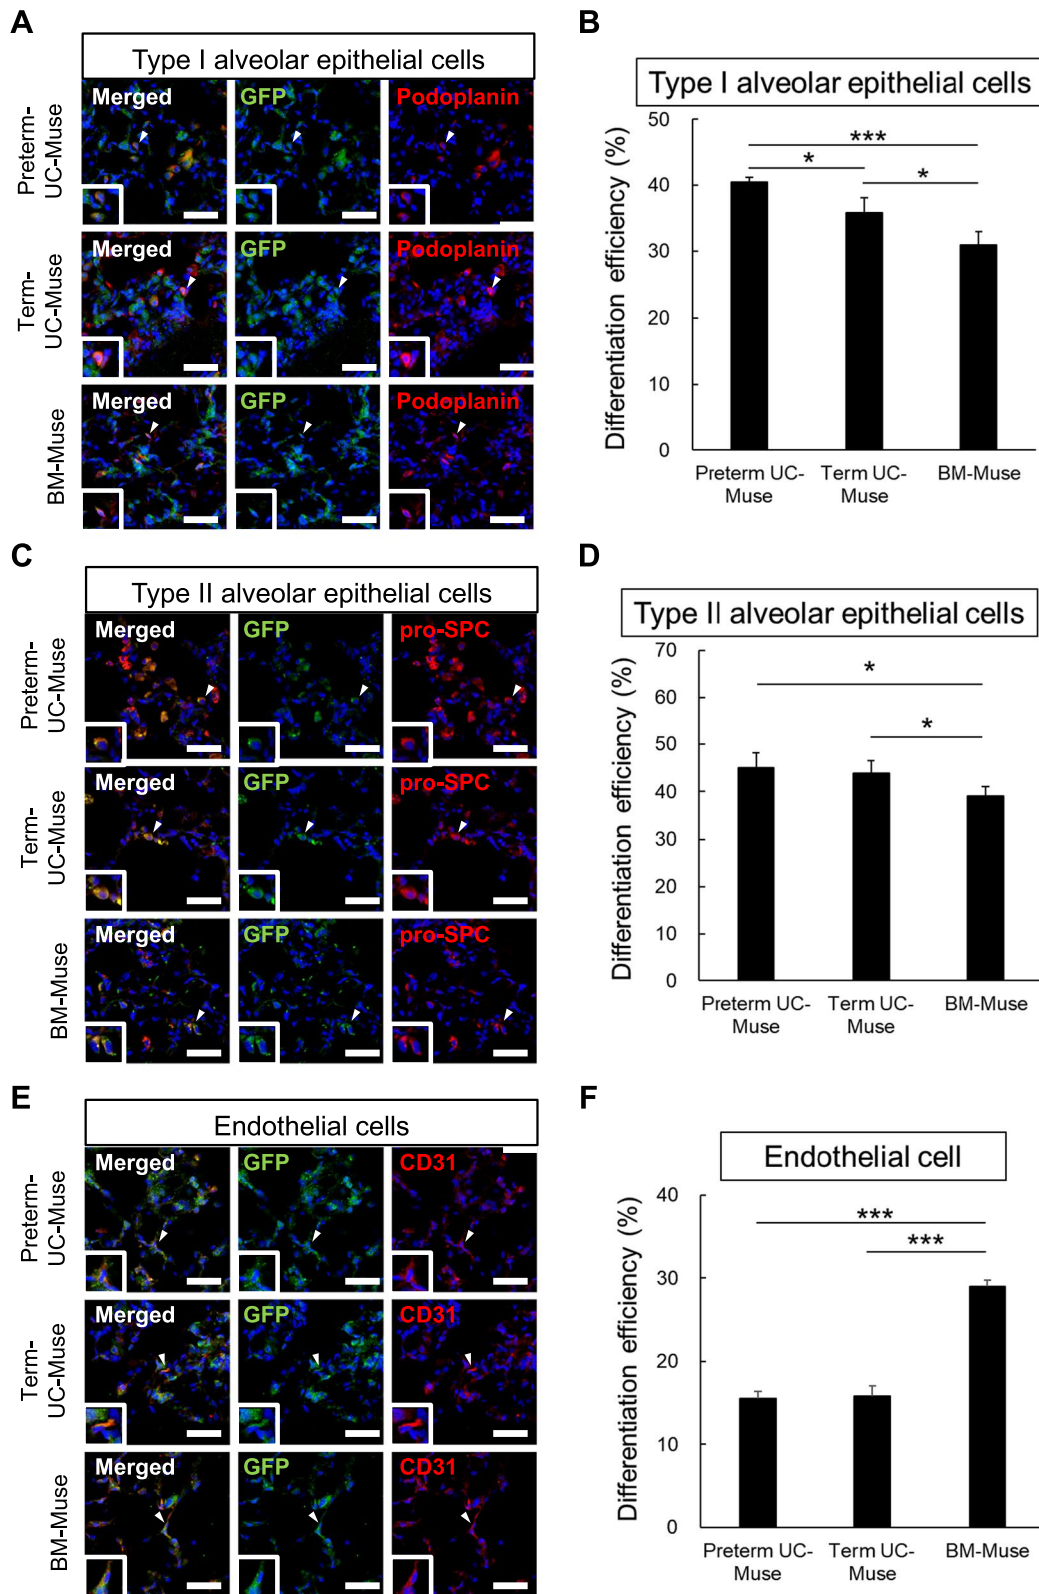 A
Type I alveolar epithelial cells
Preterm-
UC-Muse
Merged
GFP
Podoplanin
Term-
UC-Muse
Merged
GFP
Podoplanin
BM-Muse
Merged
GFP
Podoplanin
B
Type I alveolar epithelial cells
Differentiation efficiency (%)
50
40
30
20
10
0
***
*
*
Preterm UC-
Muse
Term UC-
Muse
BM-Muse
C
Type II alveolar epithelial cells
Preterm-
UC-Muse
Merged
GFP
pro-SPC
Term-
UC-Muse
Merged
GFP
pro-SPC
BM-Muse
Merged
GFP
pro-SPC
D
Type II alveolar epithelial cells
Differentiation efficiency (%)
70
60
50
40
30
20
10
0
*
*
Preterm UC-
Muse
Term UC-
Muse
BM-Muse
E
Endothelial cells
Preterm-
UC-Muse
Merged
GFP
CD31
Term-
UC-Muse
Merged
GFP
CD31
BM-Muse
Merged
GFP
CD31
F
Endothelial cell
Differentiation efficiency (%)
40
30
20
10
0
***
***
Preterm UC-
Muse
Term UC-
Muse
BM-Muse